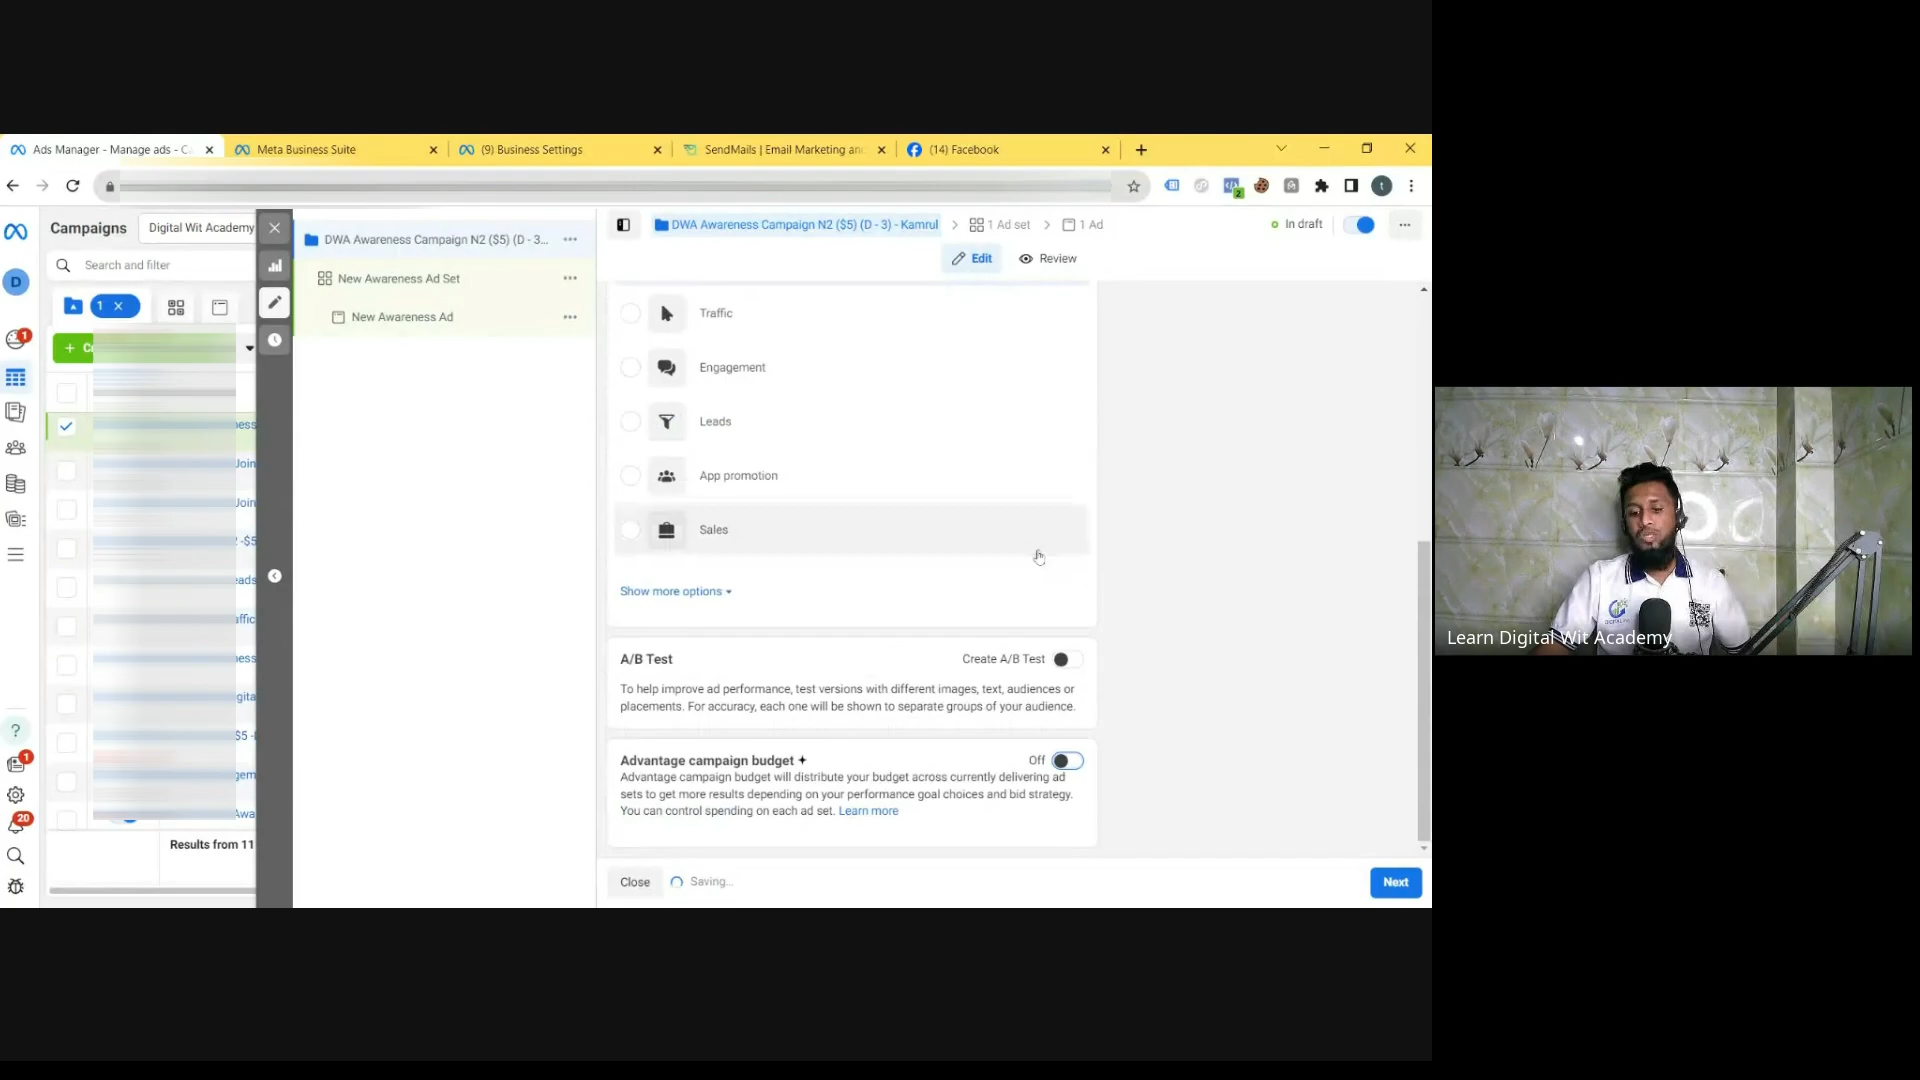 Ads Manager - Manage ads - C
Meta Business Suite
(9) Business Settings
SendMails | Email Marketing an
(14) Facebook
2
t
Campaigns
Digital Wit Academy
DWA Awareness Campaign N2 ($5) (D - 3...
DWA Awareness Campaign N2 ($5) (D - 3) - Kamrul
1 Ad set
1 Ad
In draft
Search and filter
Edit
Review
New Awareness Ad Set
New Awareness Ad
D
1
1
Traffic
Engagement
Leads
App promotion
Sales
Show more options
A/B Test
Create A/B Test
To help improve ad performance, test versions with different images, text, audiences or
placements. For accuracy, each one will be shown to separate groups of your audience.
Advantage campaign budget
Off
Advantage campaign budget will distribute your budget across currently delivering ad
sets to get more results depending on your performance goal choices and bid strategy.
You can control spending on each ad set. Learn more
1
20
Results from 11
Close
Saving...
Next
Learn Digital Wit Academy